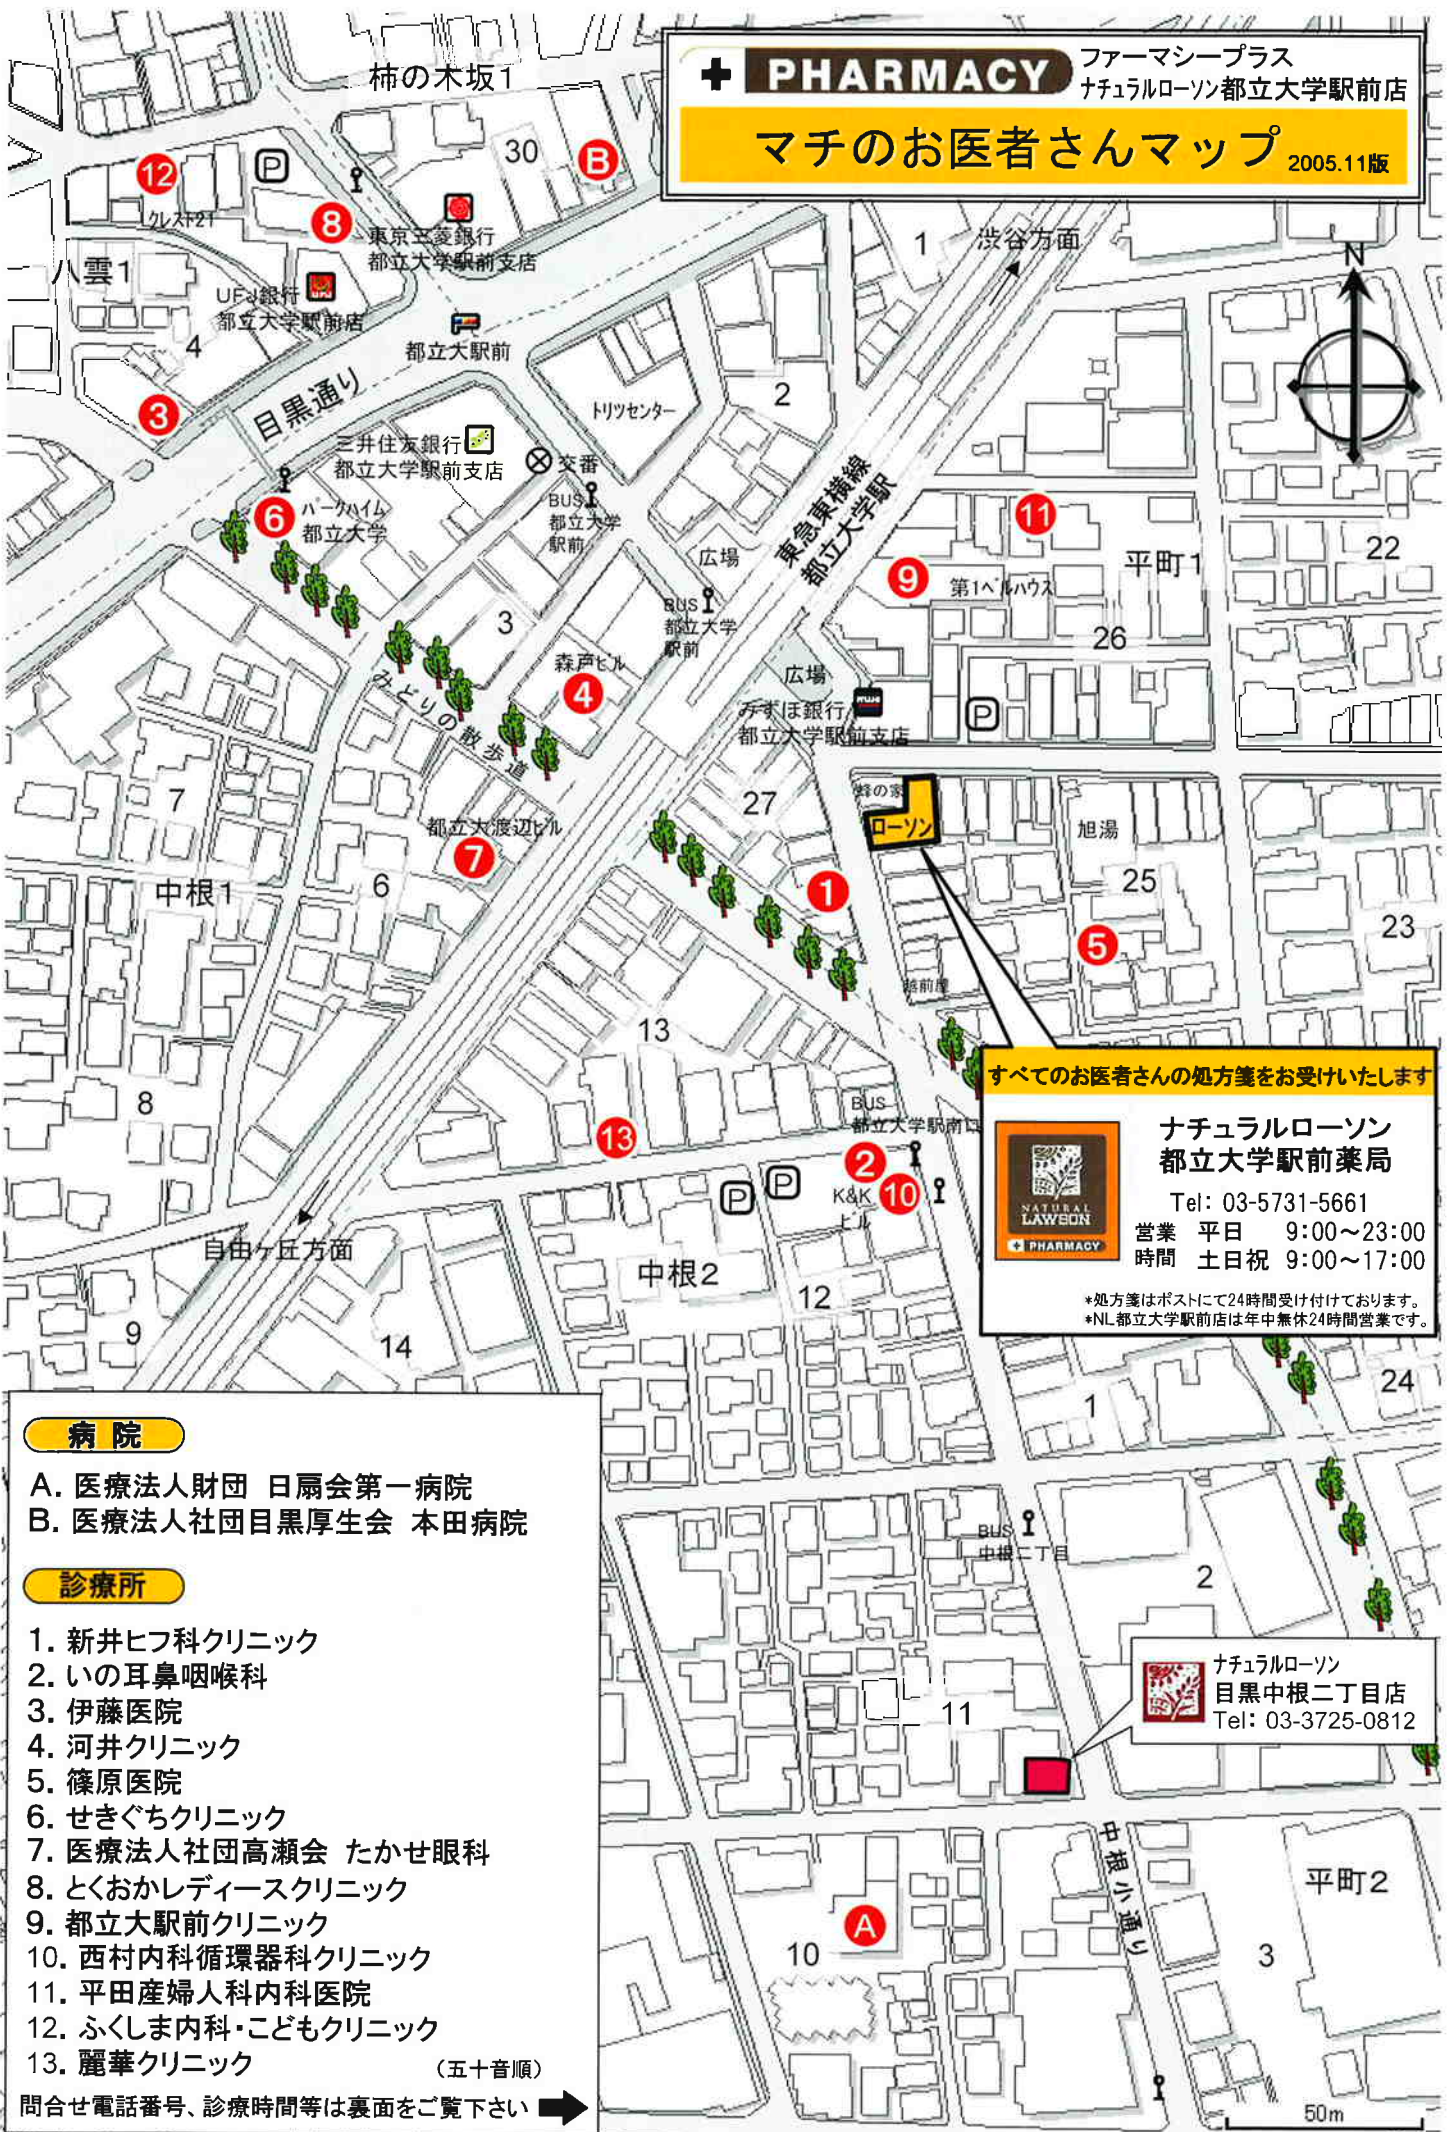 PHARMACY
ファーマシープラス
ナチュラルローソン都立大学駅前店
マチのお医者さんマップ 2005.11版
柿の木坂1
30
B
12
P
クレスト21
8
東京三菱銀行
都立大学駅前支店
1
渋谷方面
N
八雲1
UFJ銀行
都立大学駅前店
UFJ
4
都立大駅前
3
目黒通り
トリツセンター
2
三井住友銀行
都立大学駅前支店
交番
6
パークハイム
都立大学
BUS
都立大学
駅前
広場
東急東横線
都立大学駅
11
9
第1ベルハウス
平町1
22
26
3
BUS
都立大学
駅前
森戸ビル
4
みどりの散歩道
広場
みずほ銀行
都立大学駅前支店
P
7
27
蜂の家
ローソン
旭湯
都立大渡辺ビル
7
中根1
6
1
25
5
23
越前屋
13
8
BUS
都立大学駅南口
13
2
P
P
K&K
ビル
10
自由ヶ丘方面
中根2
12
9
14
すべてのお医者さんの処方箋をお受けいたします
NATURAL
LAWSON
PHARMACY
ナチュラルローソン
都立大学駅前薬局
Tel: 03-5731-5661
営業 平日 9:00～23:00
時間 土日祝 9:00～17:00
*処方箋はポストにて24時間受け付けております。
*NL都立大学駅前店は年中無休24時間営業です。
1
24
BUS
中根二丁目
2
11
ナチュラルローソン
目黒中根二丁目店
Tel: 03-3725-0812
中根小通り
平町2
A
10
3
50m
病院
A. 医療法人財団 日扇会第一病院
B. 医療法人社団目黒厚生会 本田病院
診療所
1. 新井ヒフ科クリニック
2. いの耳鼻咽喉科
3. 伊藤医院
4. 河井クリニック
5. 篠原医院
6. せきぐちクリニック
7. 医療法人社団高瀬会 たかせ眼科
8. とくおかレディースクリニック
9. 都立大駅前クリニック
10. 西村内科循環器科クリニック
11. 平田産婦人科内科医院
12. ふくしま内科・こどもクリニック
13. 麗華クリニック (五十音順)
問合せ電話番号、診療時間等は裏面をご覧下さい